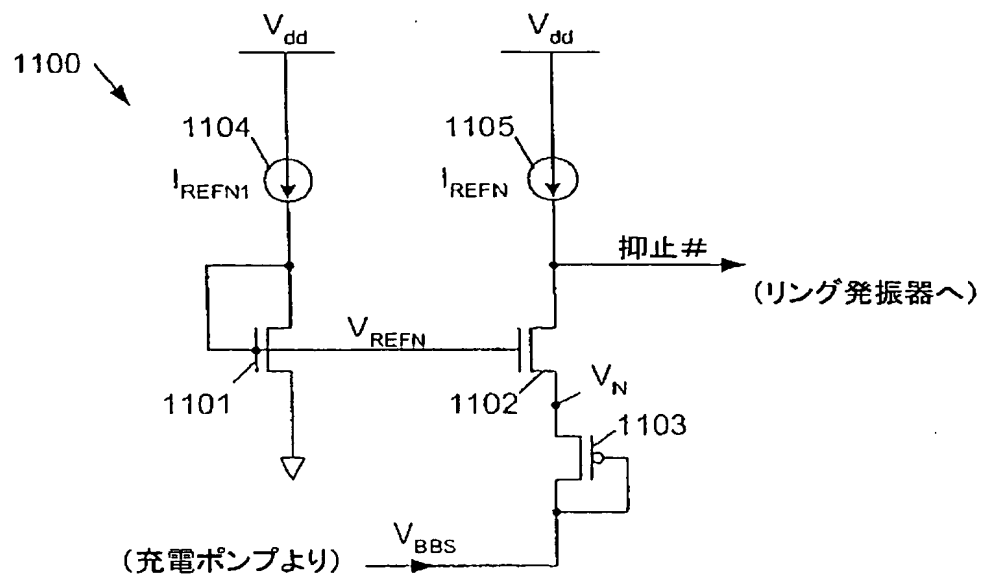 1100
V_dd
V_dd
1104
1105
I_REFN1
I_REFN
抑止#
(リング発振器へ)
V_REFN
1101
1102
V_N
1103
(充電ポンプより)
V_BBS